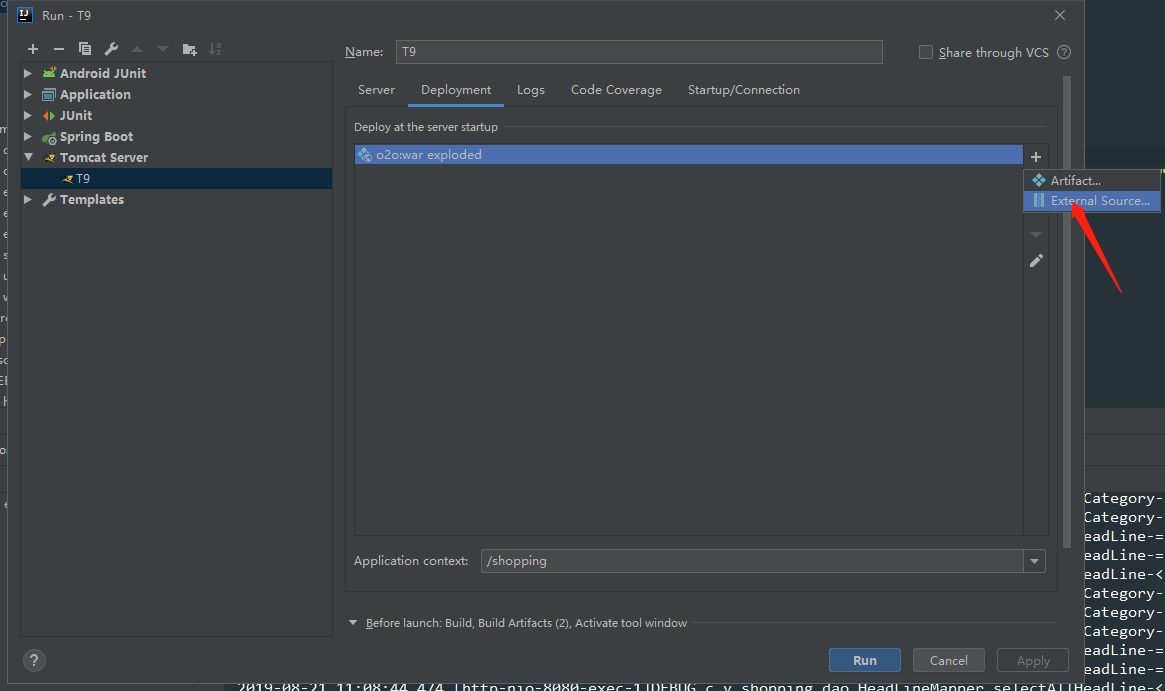 Run - T9
Name:
T9
Share through VCS
?
Android JUnit
Application
JUnit
Spring Boot
Tomcat Server
T9
Templates
Server
Deployment
Logs
Code Coverage
Startup/Connection
Deploy at the server startup
o2o:war exploded
Artifact...
External Source...
Application context:
/shopping
Before launch: Build, Build Artifacts (2), Activate tool window
?
Run
Cancel
Apply
Category-
Category-
eadLine-=
eadLine-=
eadLine-<
Category-
Category-
Category-
eadLine-=
eadLine-=
2019-08-21 11:08:44,474 [http-nio-8080-exec-1]DEBUG c.y.shopping.dao.HeadLineMapper.selectAllHeadLine-<